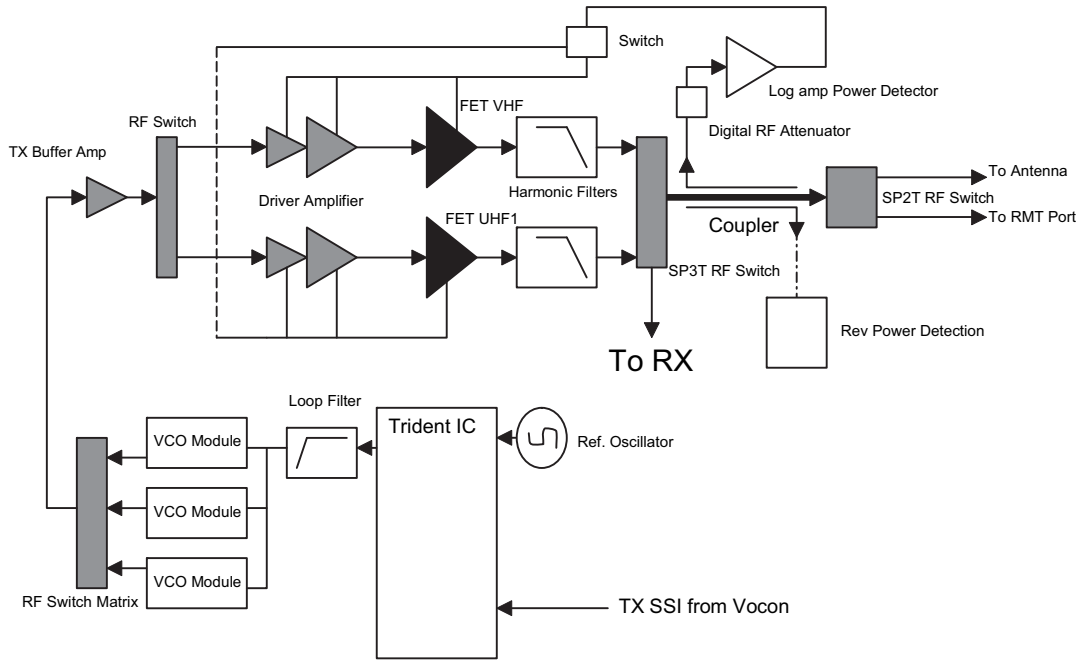 Switch
Log amp Power Detector
FET VHF
RF Switch
Digital RF Attenuator
TX Buffer Amp
Driver Amplifier
Harmonic Filters
To Antenna
SP2T RF Switch
To RMT Port
FET UHF1
Coupler
SP3T RF Switch
Rev Power Detection
To RX
Loop Filter
Trident IC
Ref. Oscillator
VCO Module
VCO Module
VCO Module
RF Switch Matrix
TX SSI from Vocon